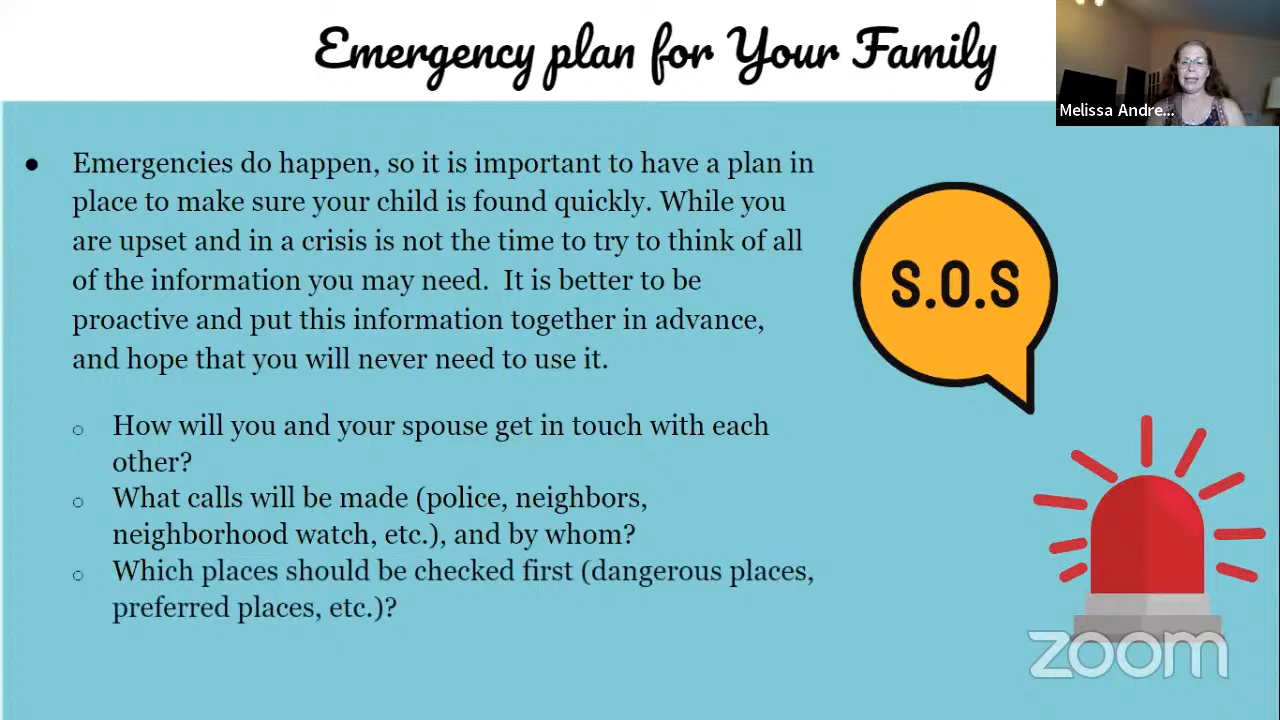 Emergency plan for Your Family
Melissa Andre...
● Emergencies do happen, so it is important to have a plan in
place to make sure your child is found quickly. While you
are upset and in a crisis is not the time to try to think of all
of the information you may need.  It is better to be
proactive and put this information together in advance,
and hope that you will never need to use it.
○ How will you and your spouse get in touch with each
other?
○ What calls will be made (police, neighbors,
neighborhood watch, etc.), and by whom?
○ Which places should be checked first (dangerous places,
preferred places, etc.)?
S.O.S
zoom